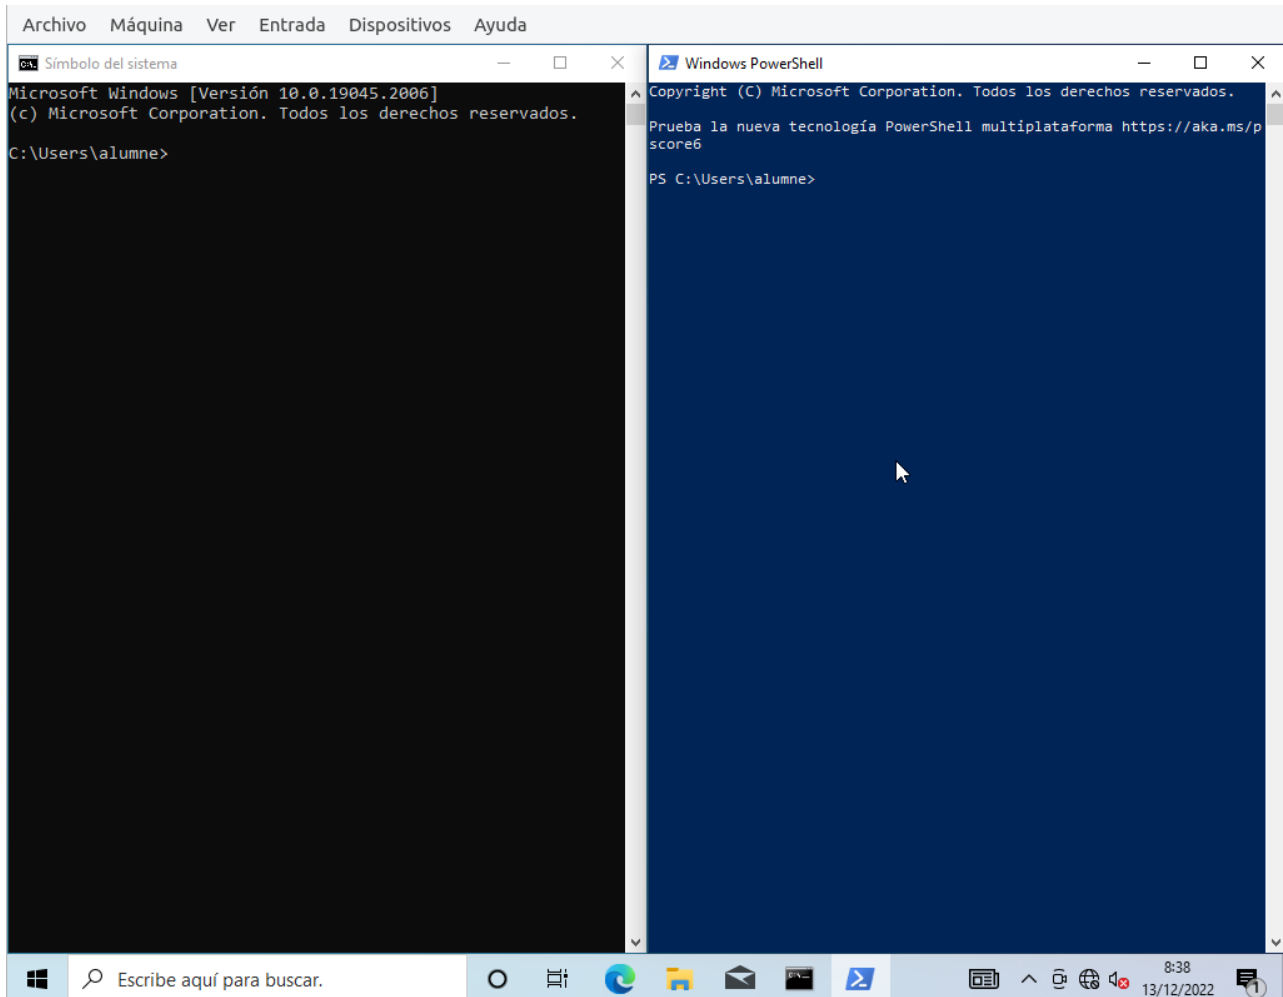 Archivo Máquina Ver Entrada Dispositivos Ayuda
Símbolo del sistema
Microsoft Windows [Versión 10.0.19045.2006]
(c) Microsoft Corporation. Todos los derechos reservados.
C:\Users\alumne>
Windows PowerShell
Copyright (C) Microsoft Corporation. Todos los derechos reservados.
Prueba la nueva tecnología PowerShell multiplataforma https://aka.ms/p
score6
PS C:\Users\alumne>
Escribe aquí para buscar.
8:38
13/12/2022
1